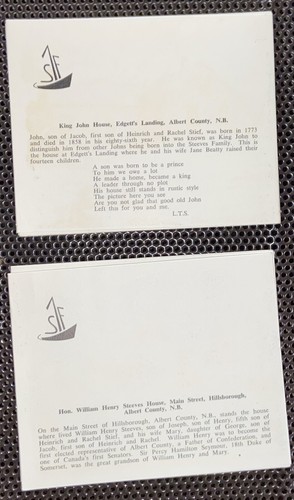 SF
King John House, Edgett's Landing, Albert County, N.B.
John, son of Jacob, first son of Heinrich and Rachel Stief, was born in 1773
and died in 1858 in his eighty-sixth year. He was known as King John to
distinguish him from other Johns being born into the Steeves Family. This is
the house at Edgett's Landing where he and his wife Jane Beatty raised their
fourteen children.
A son was born to be a prince
To him we owe a lot
He made a home, became a king
A leader through no plot
His house still stands in rustic style
The picture here you see
Are you not glad that good old John
Left this for you and me.
L.T.S.
SF
Hon. William Henry Steeves House, Main Street, Hillsborough,
Albert County, N.B.
On the Main Street of Hillsborough, Albert County, N.B., stands the house
where lived William Henry Steeves, son of Joseph, son of Henry, fifth son of
Heinrich and Rachel Stief, and his wife Mary, daughter of George, son of
Jacob, first son of Heinrich and Rachel. William Henry was to become the
first elected representative of Albert County, a Father of Confederation, and
one of Canada's first Senators. Sir Percy Hamilton Seymour, 18th Duke of
Somerset, was the great grandson of William Henry and Mary.